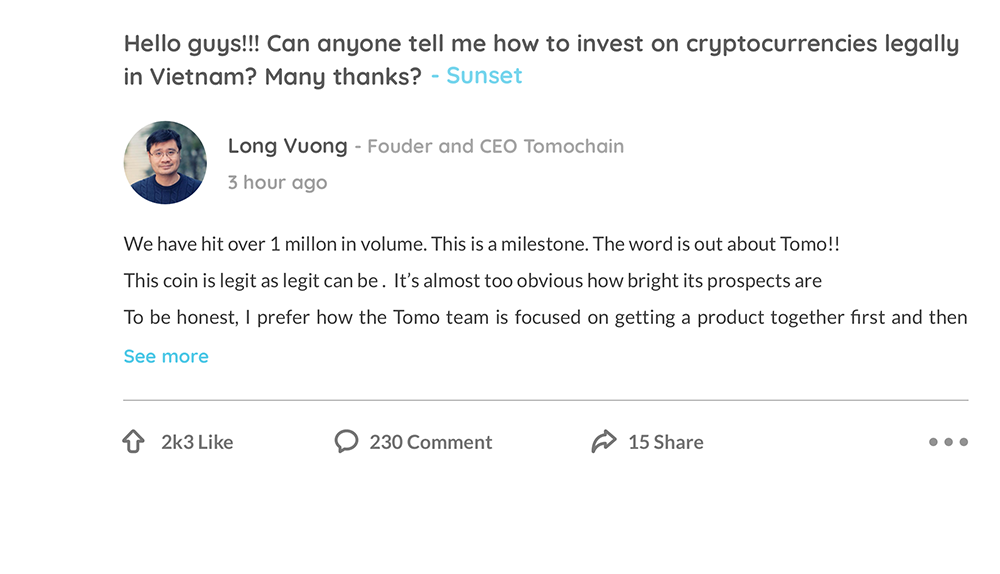 Hello guys!!! Can anyone tell me how to invest on cryptocurrencies legally
in Vietnam? Many thanks? - Sunset
Long Vuong - Fouder and CEO Tomochain
3 hour ago
We have hit over 1 millon in volume. This is a milestone. The word is out about Tomo!!
This coin is legit as legit can be . It’s almost too obvious how bright its prospects are
To be honest, I prefer how the Tomo team is focused on getting a product together first and then
See more
2k3 Like 230 Comment 15 Share